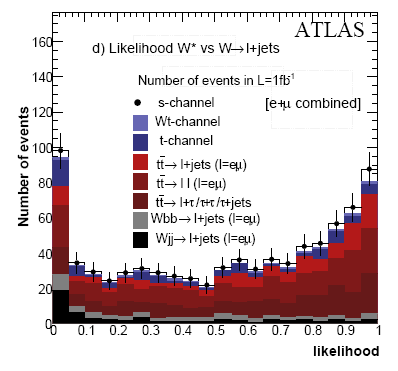 ATLAS
d) Likelihood W* vs W→l+jets
Number of events in L=1fb¹
s-channel
[e+μ combined]
Wt-channel
t-channel
tt̄→ l+jets (l=eμ)
tt̄→ l l (l=eμ)
tt̄→ l+τ/τ+τ/τ+jets
Wbb→l+jets (l=eμ)
Wjj→l+jets (l=eμ)
Number of events
160
140
120
100
80
60
40
20
0
0 0.1 0.2 0.3 0.4 0.5 0.6 0.7 0.8 0.9 1
likelihood